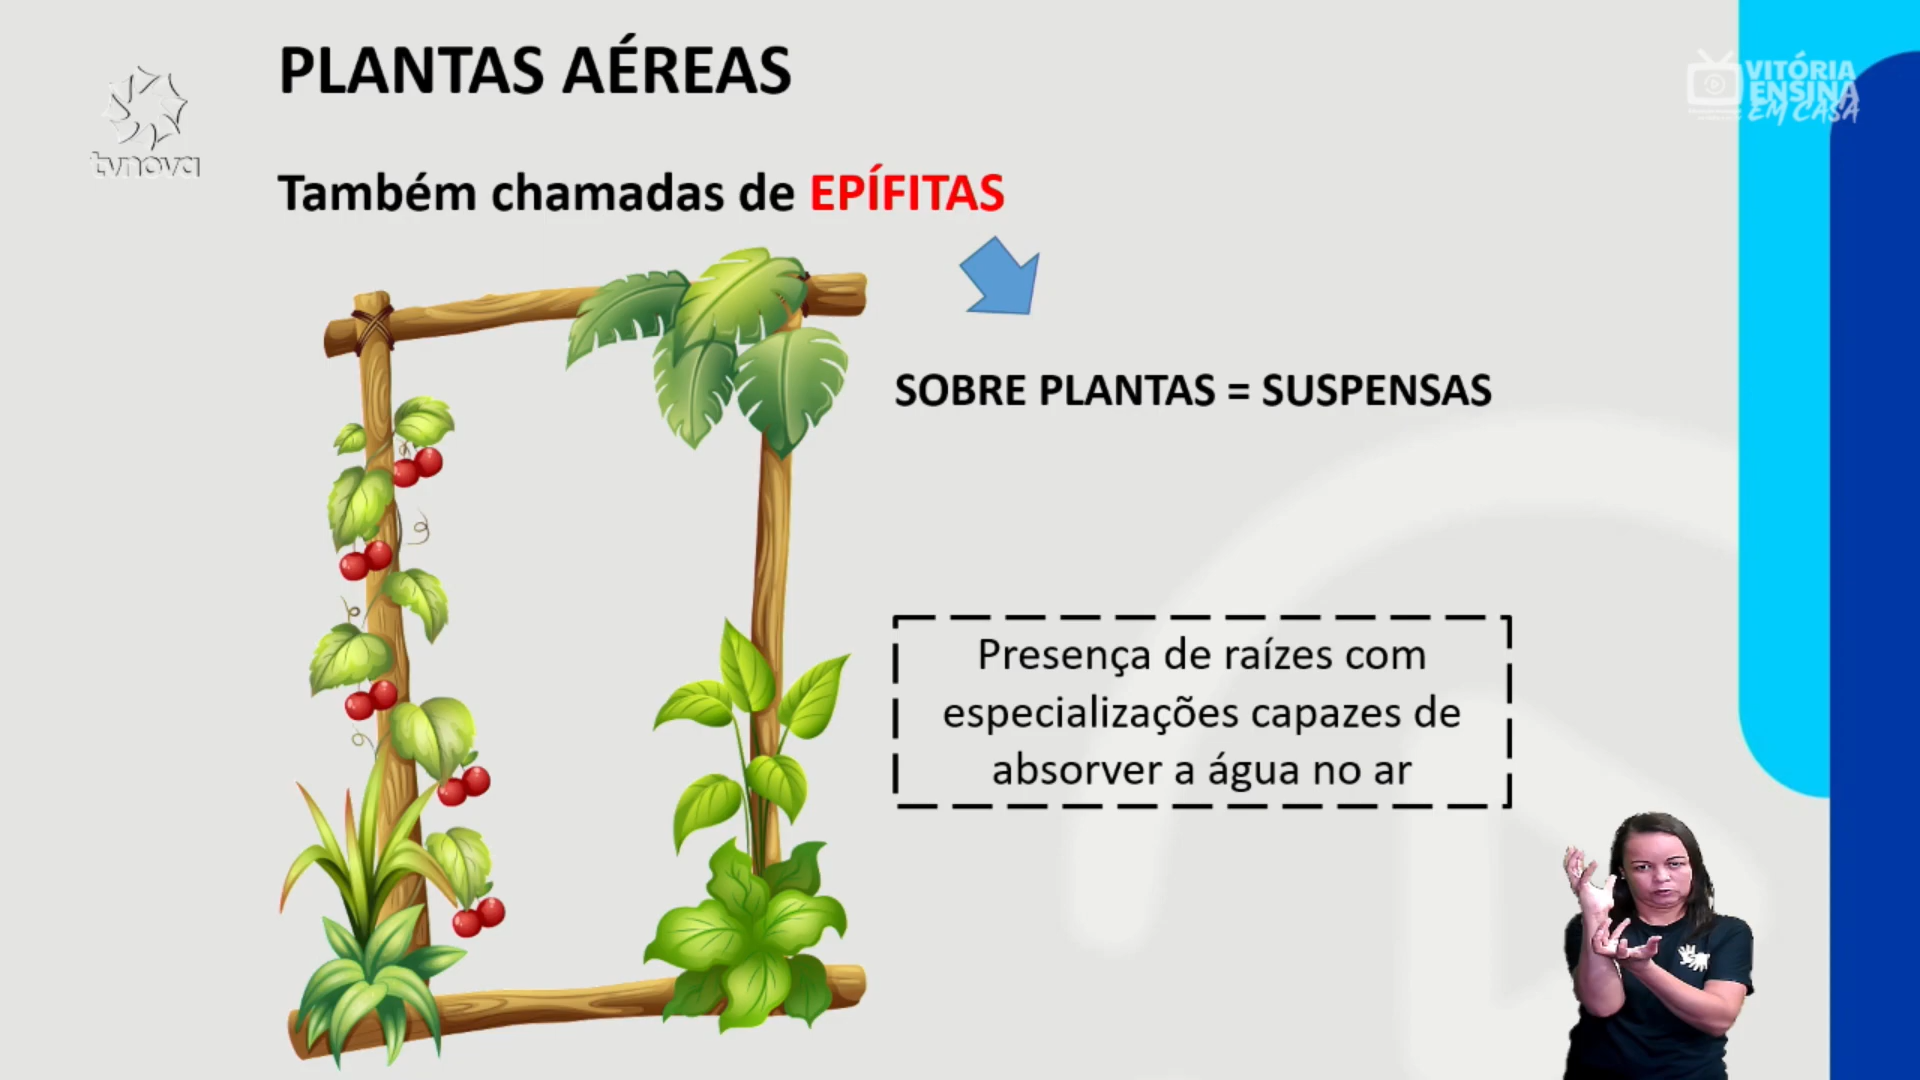 PLANTAS AÉREAS
tvnova
VITÓRIA
ENSINA
EM CASA
Também chamadas de EPÍFITAS
SOBRE PLANTAS = SUSPENSAS
Presença de raízes com
especializações capazes de
absorver a água no ar